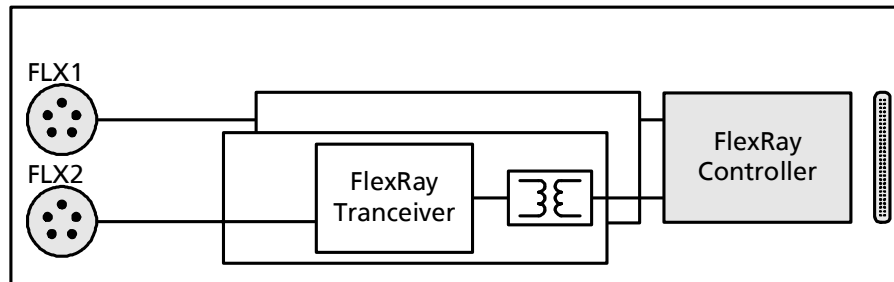 FLX1
FLX2
FlexRay
Tranceiver
FlexRay
Controller